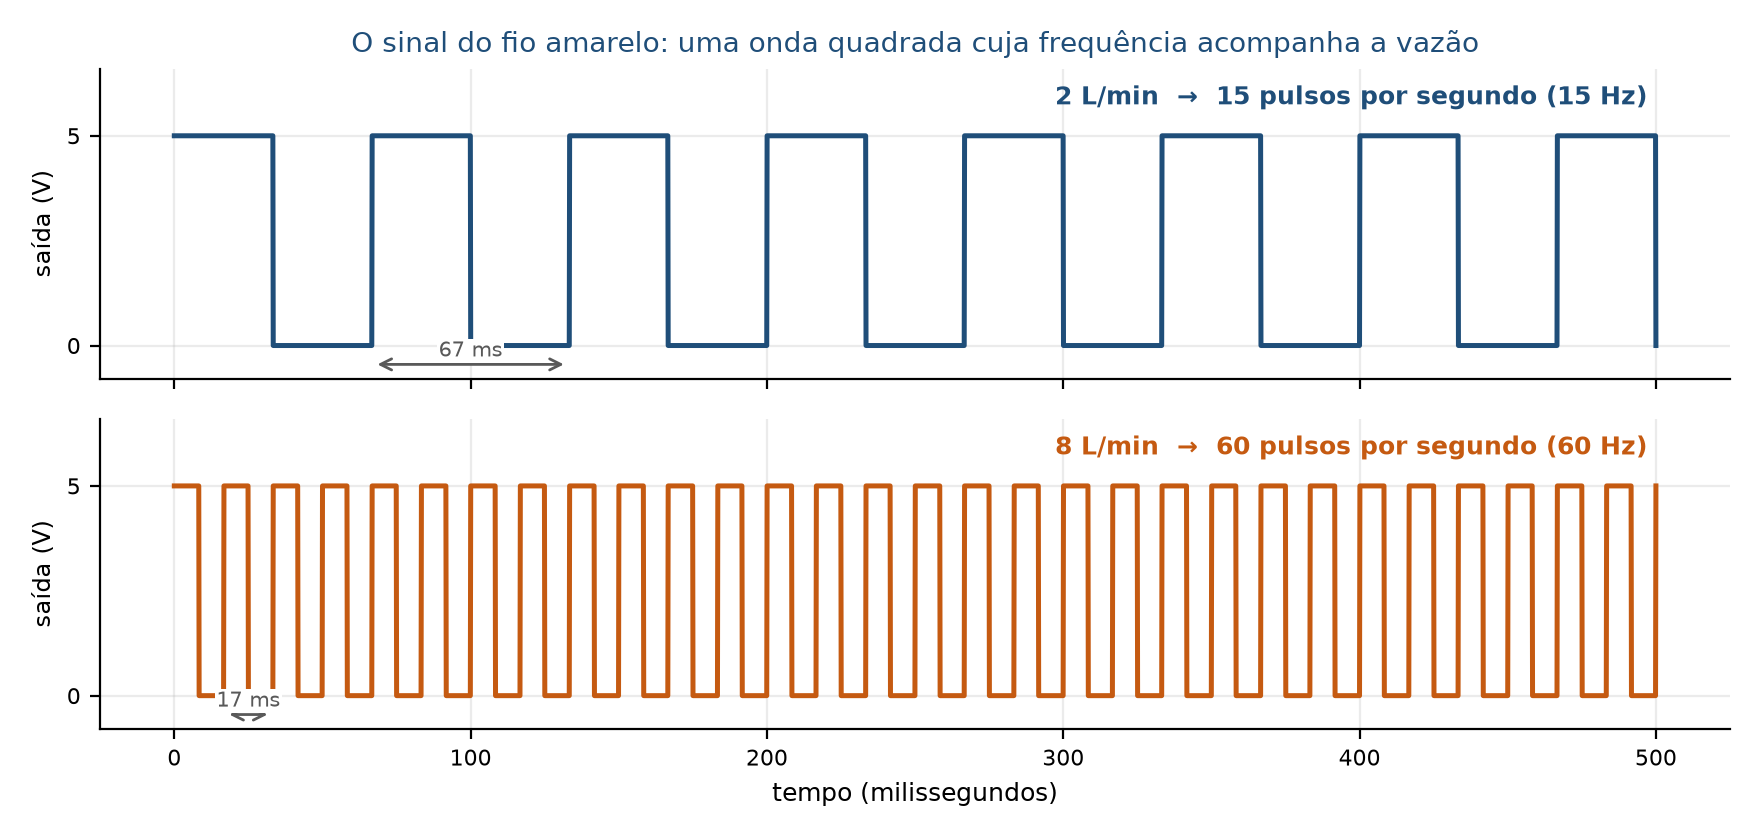 O sinal do fio amarelo: uma onda quadrada cuja frequência acompanha a vazão
2 L/min → 15 pulsos por segundo (15 Hz)
5
saída (V)
0
67 ms
8 L/min → 60 pulsos por segundo (60 Hz)
5
saída (V)
0
17 ms
0 100 200 300 400 500
tempo (milissegundos)